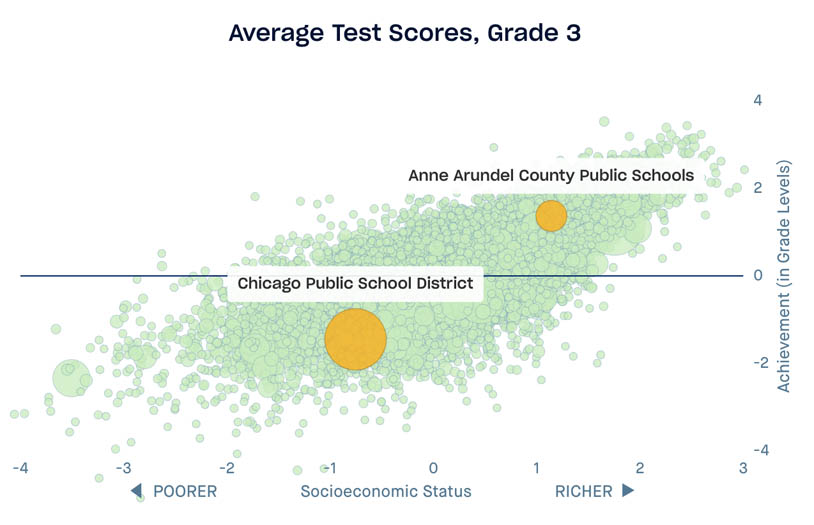 Average Test Scores, Grade 3
4
Anne Arundel County Public Schools
2
0
Chicago Public School District
Achievement (in Grade Levels)
-2
-4
-4 -3 -2 -1 0 1 2 3
◀ POORER Socioeconomic Status RICHER ▶